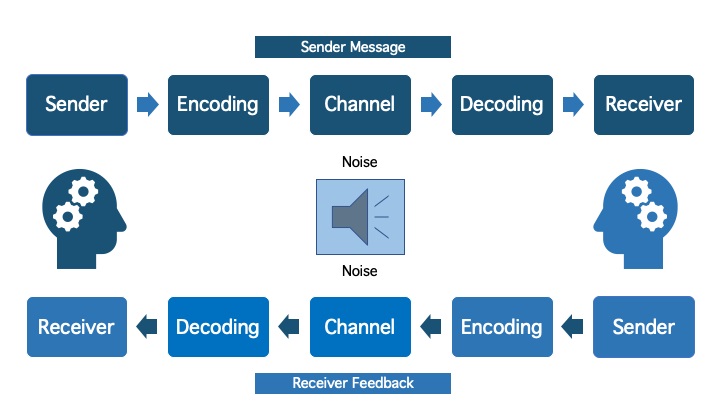 Sender Message
Sender
Encoding
Channel
Decoding
Receiver
Noise
Noise
Receiver
Decoding
Channel
Encoding
Sender
Receiver Feedback